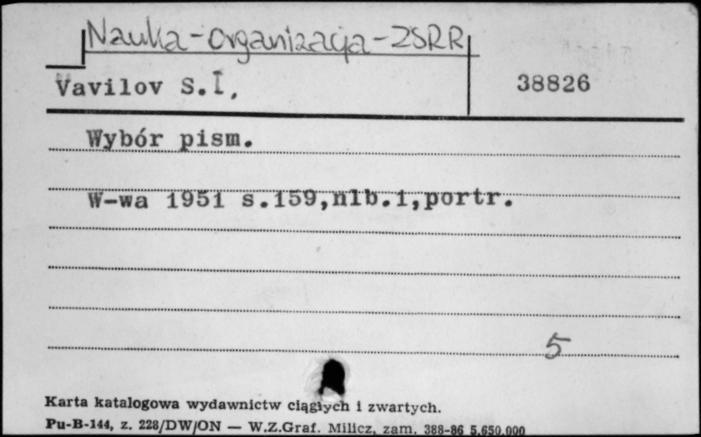 Nauka - organizacja - ZSRR
Vavilov S.I.
38826
Wybór pism.
W-wa 1951 s.159,nlb.1,portr.
5
Karta katalogowa wydawnictw ciągłych i zwartych.
Pu-B-144, z. 228/DW/ON — W.Z.Graf. Milicz, zam. 388-86 5.650.000